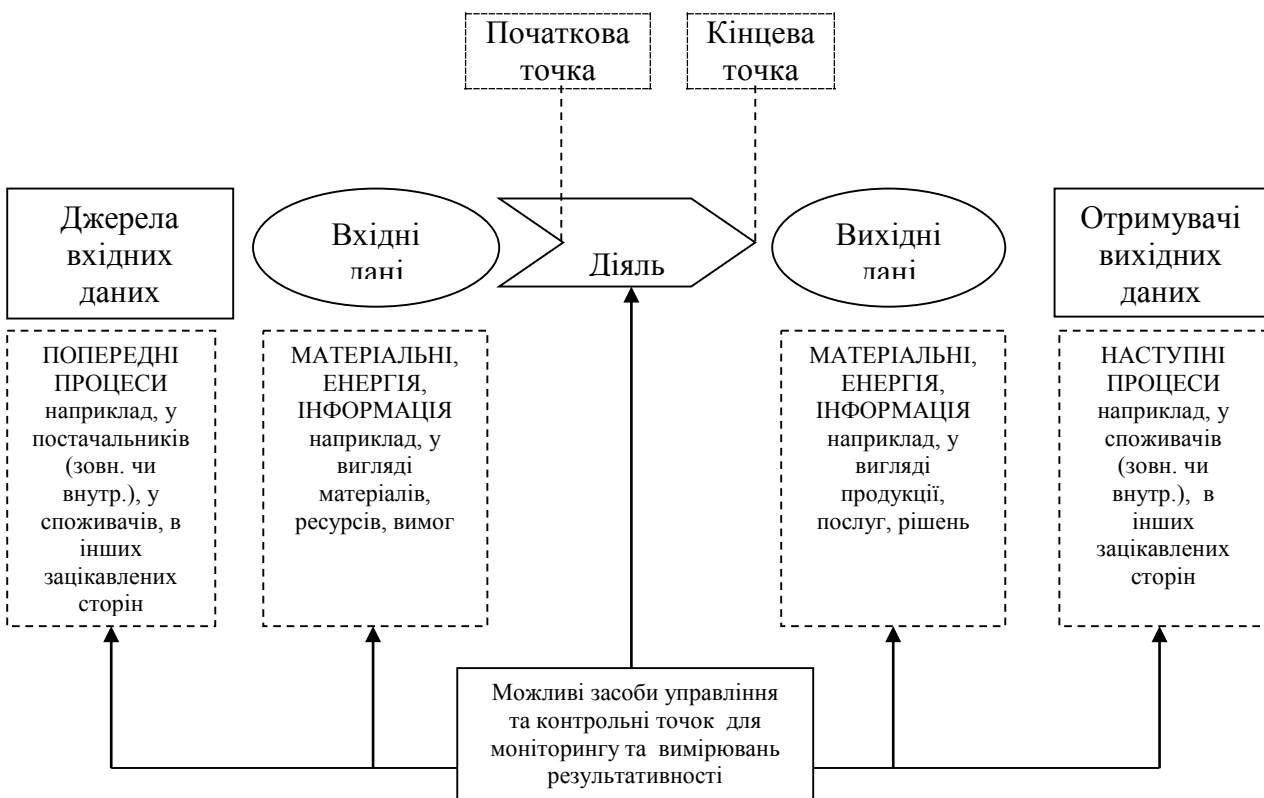 Початкова
точка
Кінцева
точка
Джерела
вхідних
даних
Вхідні
дані
Діяль
Вихідні
дані
Отримувачі
вихідних
даних
ПОПЕРЕДНІ
ПРОЦЕСИ
наприклад, у
постачальників
(зовн. чи
внутр.), у
споживачів, в
інших
зацікавлених
сторін
МАТЕРІАЛЬНІ,
ЕНЕРГІЯ,
ІНФОРМАЦІЯ
наприклад, у
вигляді
матеріалів,
ресурсів, вимог
МАТЕРІАЛЬНІ,
ЕНЕРГІЯ,
ІНФОРМАЦІЯ
наприклад, у
вигляді
продукції,
послуг, рішень
НАСТУПНІ
ПРОЦЕСИ
наприклад, у
споживачів
(зовн. чи
внутр.), в
інших
зацікавлених
сторін
Можливі засоби управління
та контрольні точок для
моніторингу та вимірювань
результативності